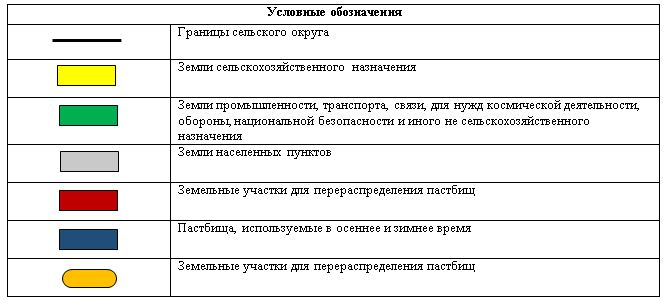 Условные обозначения
Границы сельского округа
Земли сельскохозяйственного назначения
Земли промышленности, транспорта, связи, для нужд космической деятельности,
обороны, национальной безопасности и иного не сельскохозяйственного
назначения
Земли населенных пунктов
Земельные участки для перераспределения пастбищ
Пастбища, используемые в осеннее и зимнее время
Земельные участки для перераспределения пастбищ